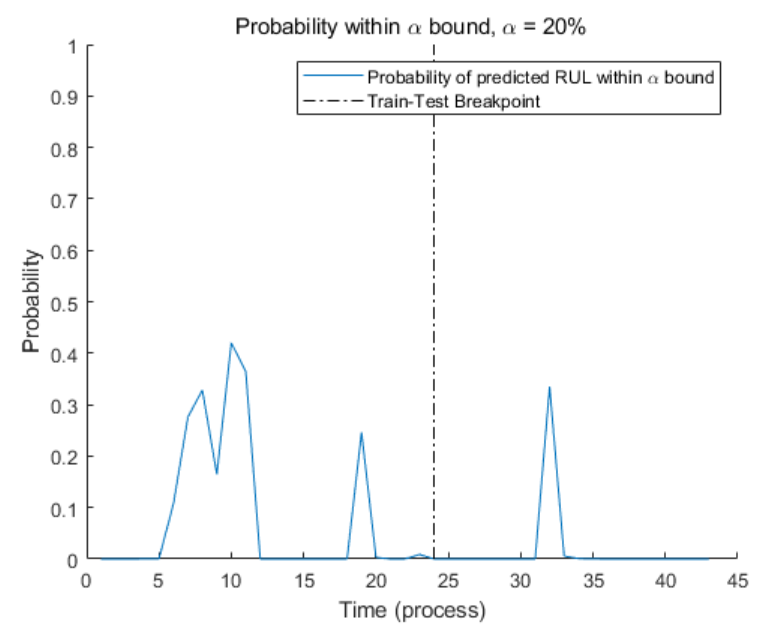 Probability within α bound, α = 20%
Probability of predicted RUL within α bound
Train-Test Breakpoint
1
0.9
0.8
0.7
0.6
0.5
0.4
0.3
0.2
0.1
0
Probability
0 5 10 15 20 25 30 35 40 45
Time (process)